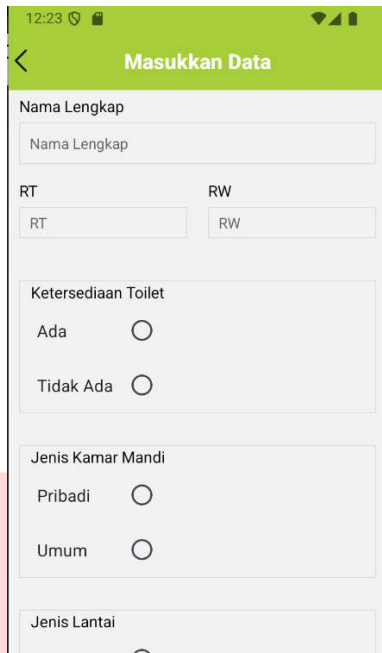 12:23
Masukkan Data
Nama Lengkap
Nama Lengkap
RT RW
RT RW
Ketersediaan Toilet
Ada
Tidak Ada
Jenis Kamar Mandi
Pribadi
Umum
Jenis Lantai